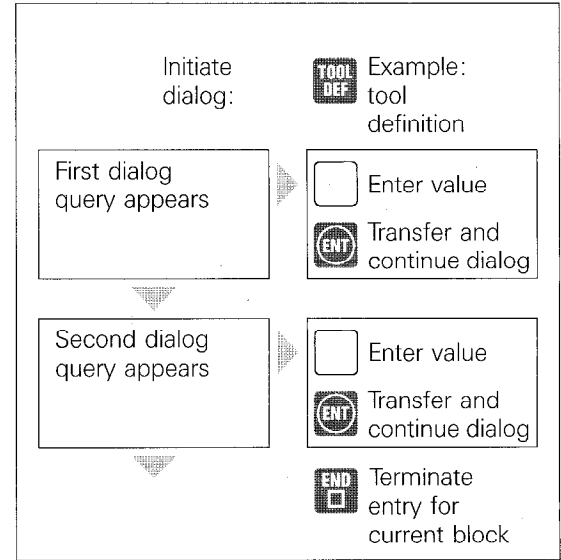 Initiate
dialog:
TOOL
DEF
Example:
tool
definition
First dialog
query appears
Enter value
ENT
Transfer and
continue dialog
Second dialog
query appears
Enter value
ENT
Transfer and
continue dialog
END
Terminate
entry for
current block